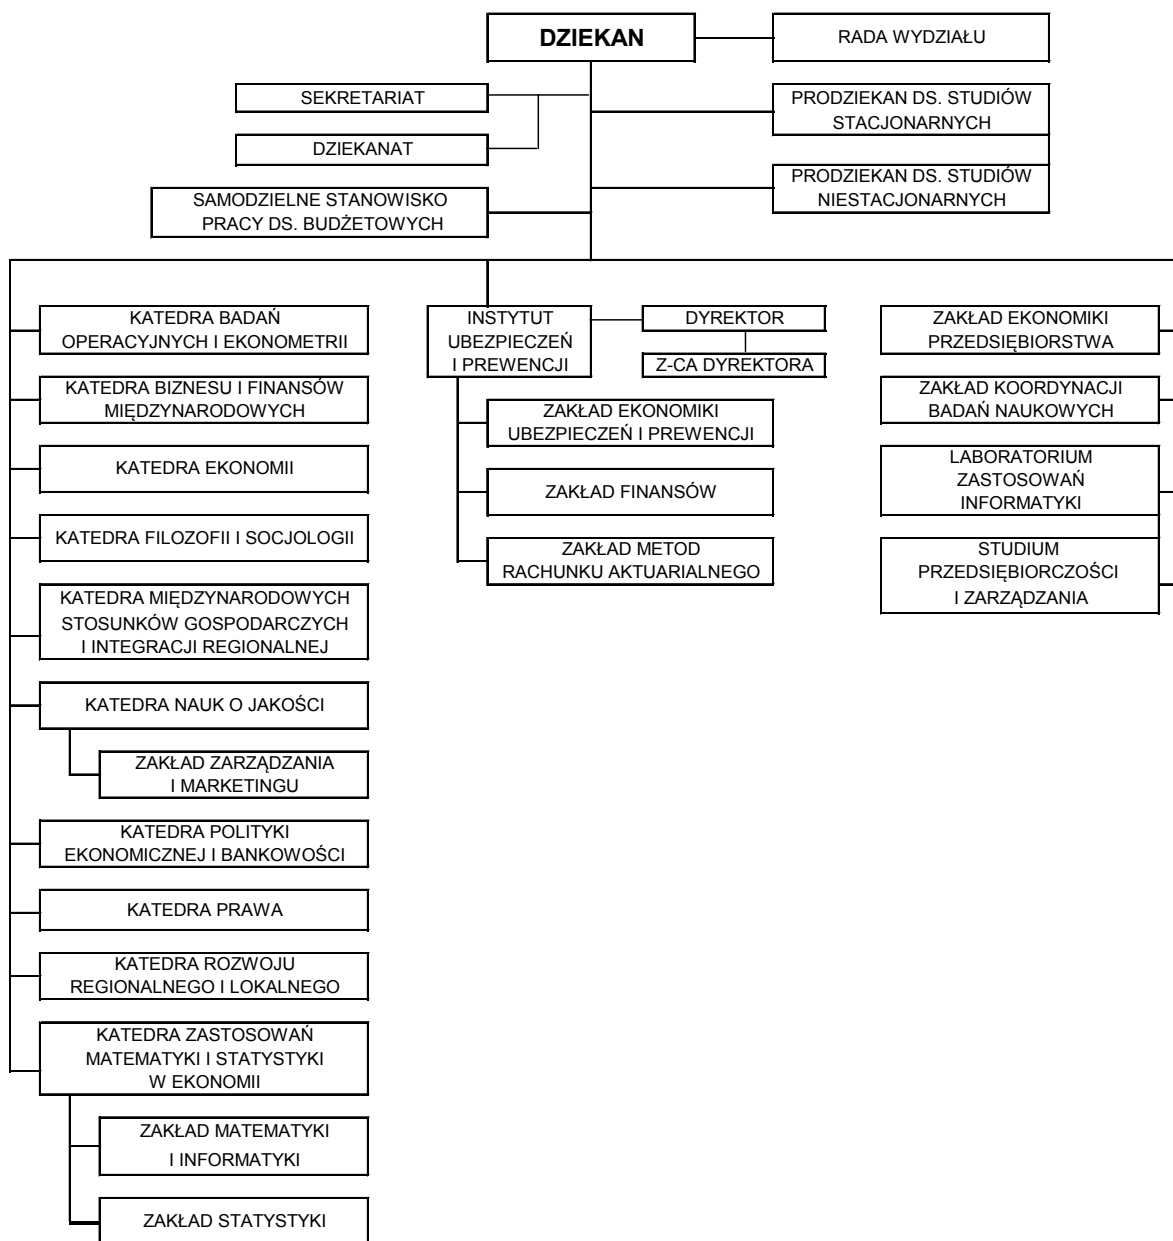 DZIEKAN
RADA WYDZIAŁU
SEKRETARIAT
DZIEKANAT
SAMODZIELNE STANOWISKO
PRACY DS. BUDŻETOWYCH
PRODZIEKAN DS. STUDIÓW
STACJONARNYCH
PRODZIEKAN DS. STUDIÓW
NIESTACJONARNYCH
KATEDRA BADAŃ
OPERACYJNYCH I EKONOMETRII
KATEDRA BIZNESU I FINANSÓW
MIĘDZYNARODOWYCH
KATEDRA EKONOMII
KATEDRA FILOZOFII I SOCJOLOGII
KATEDRA MIĘDZYNARODOWYCH
STOSUNKÓW GOSPODARCZYCH
I INTEGRACJI REGIONALNEJ
KATEDRA NAUK O JAKOŚCI
ZAKŁAD ZARZĄDZANIA
I MARKETINGU
KATEDRA POLITYKI
EKONOMICZNEJ I BANKOWOŚCI
KATEDRA PRAWA
KATEDRA ROZWOJU
REGIONALNEGO I LOKALNEGO
KATEDRA ZASTOSOWAŃ
MATEMATYKI I STATYSTYKI
W EKONOMII
ZAKŁAD MATEMATYKI
I INFORMATYKI
ZAKŁAD STATYSTYKI
INSTYTUT
UBEZPIECZEŃ
I PREWENCJI
DYREKTOR
Z-CA DYREKTORA
ZAKŁAD EKONOMIKI
UBEZPIECZEŃ I PREWENCJI
ZAKŁAD FINANSÓW
ZAKŁAD METOD
RACHUNKU AKTUARIALNEGO
ZAKŁAD EKONOMIKI
PRZEDSIĘBIORSTWA
ZAKŁAD KOORDYNACJI
BADAŃ NAUKOWYCH
LABORATORIUM
ZASTOSOWAŃ
INFORMATYKI
STUDIUM
PRZEDSIĘBIORCZOŚCI
I ZARZĄDZANIA